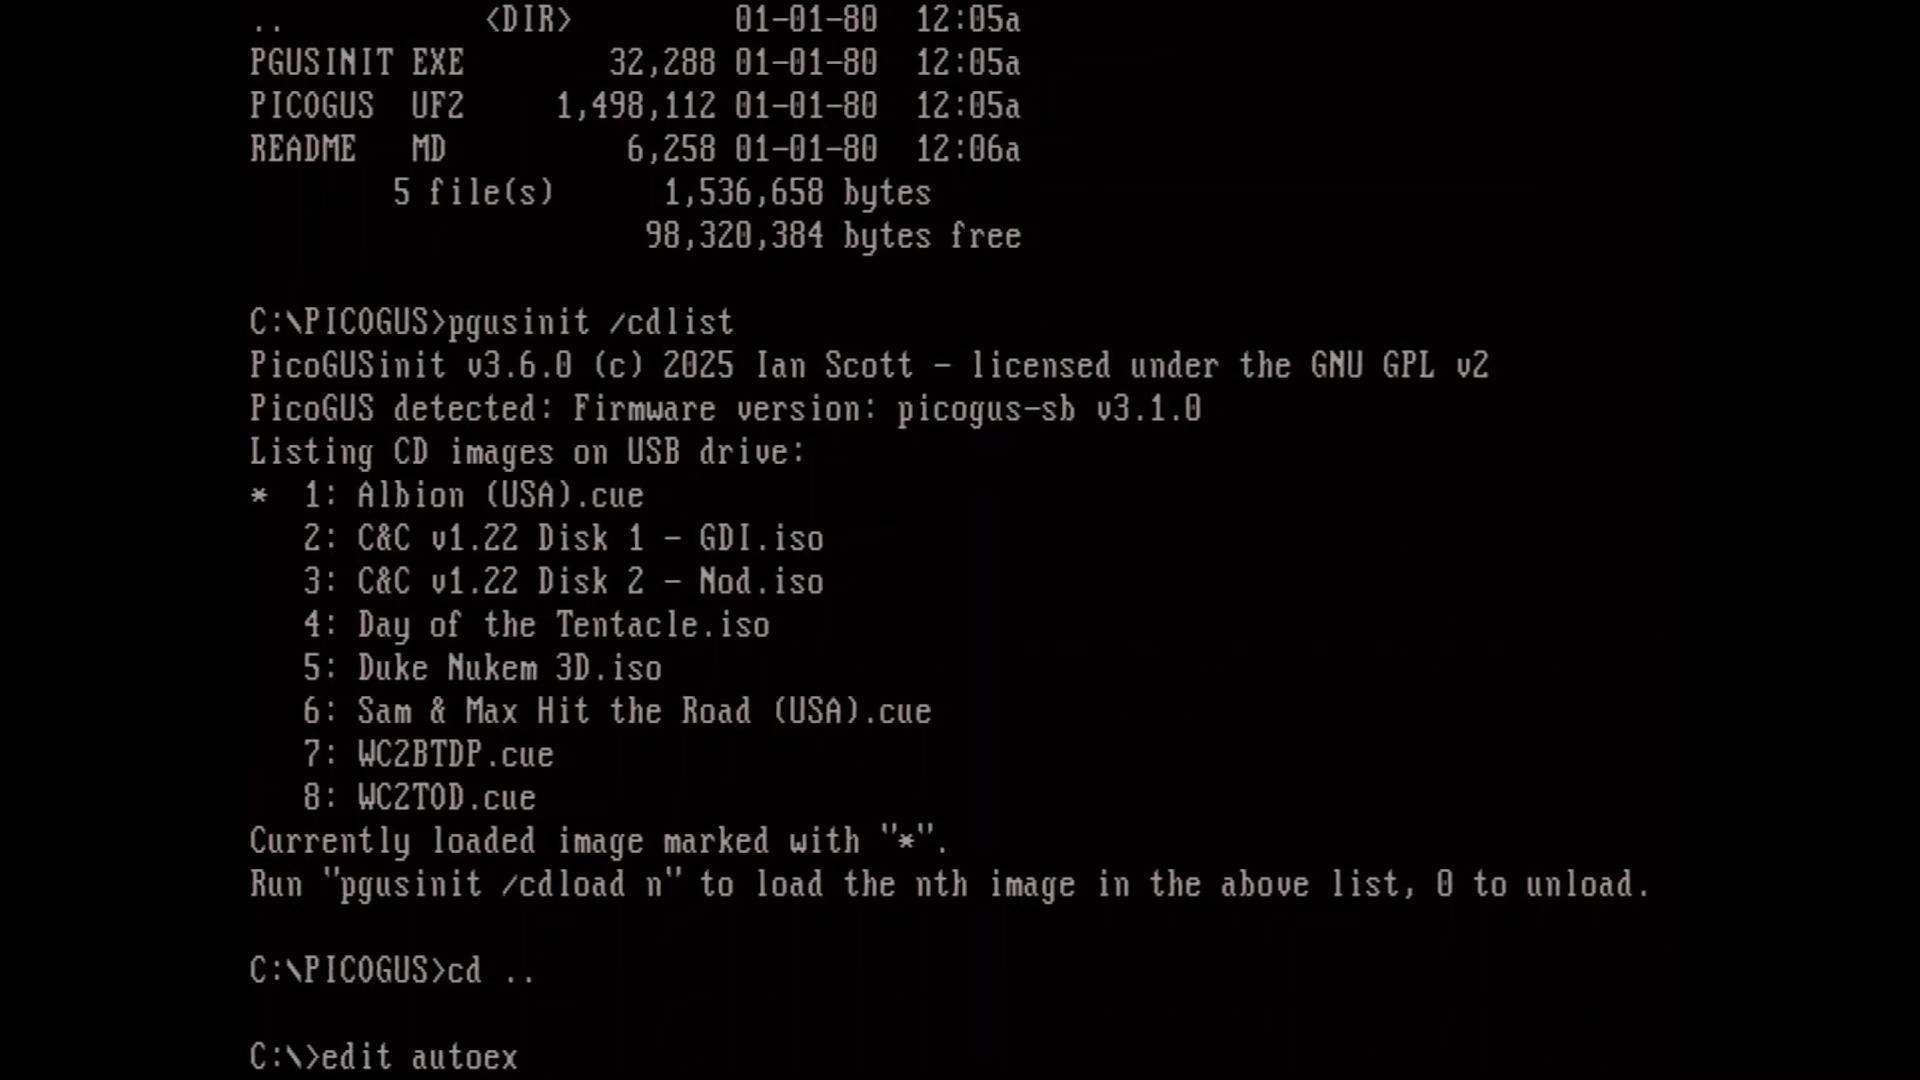 ..           <DIR>         01-01-80  12:05a
PGUSINIT EXE        32,288 01-01-80  12:05a
PICOGUS  UF2     1,498,112 01-01-80  12:05a
README   MD          6,258 01-01-80  12:06a
        5 file(s)      1,536,658 bytes
                      98,320,384 bytes free
C:\PICOGUS>pgusinit /cdlist
PicoGUSinit v3.6.0 (c) 2025 Ian Scott - licensed under the GNU GPL v2
PicoGUS detected: Firmware version: picogus-sb v3.1.0
Listing CD images on USB drive:
*  1: Albion (USA).cue
   2: C&C v1.22 Disk 1 - GDI.iso
   3: C&C v1.22 Disk 2 - Nod.iso
   4: Day of the Tentacle.iso
   5: Duke Nukem 3D.iso
   6: Sam & Max Hit the Road (USA).cue
   7: WC2BTDP.cue
   8: WC2TOD.cue
Currently loaded image marked with "*".
Run "pgusinit /cdload n" to load the nth image in the above list, 0 to unload.
C:\PICOGUS>cd ..
C:\>edit autoex